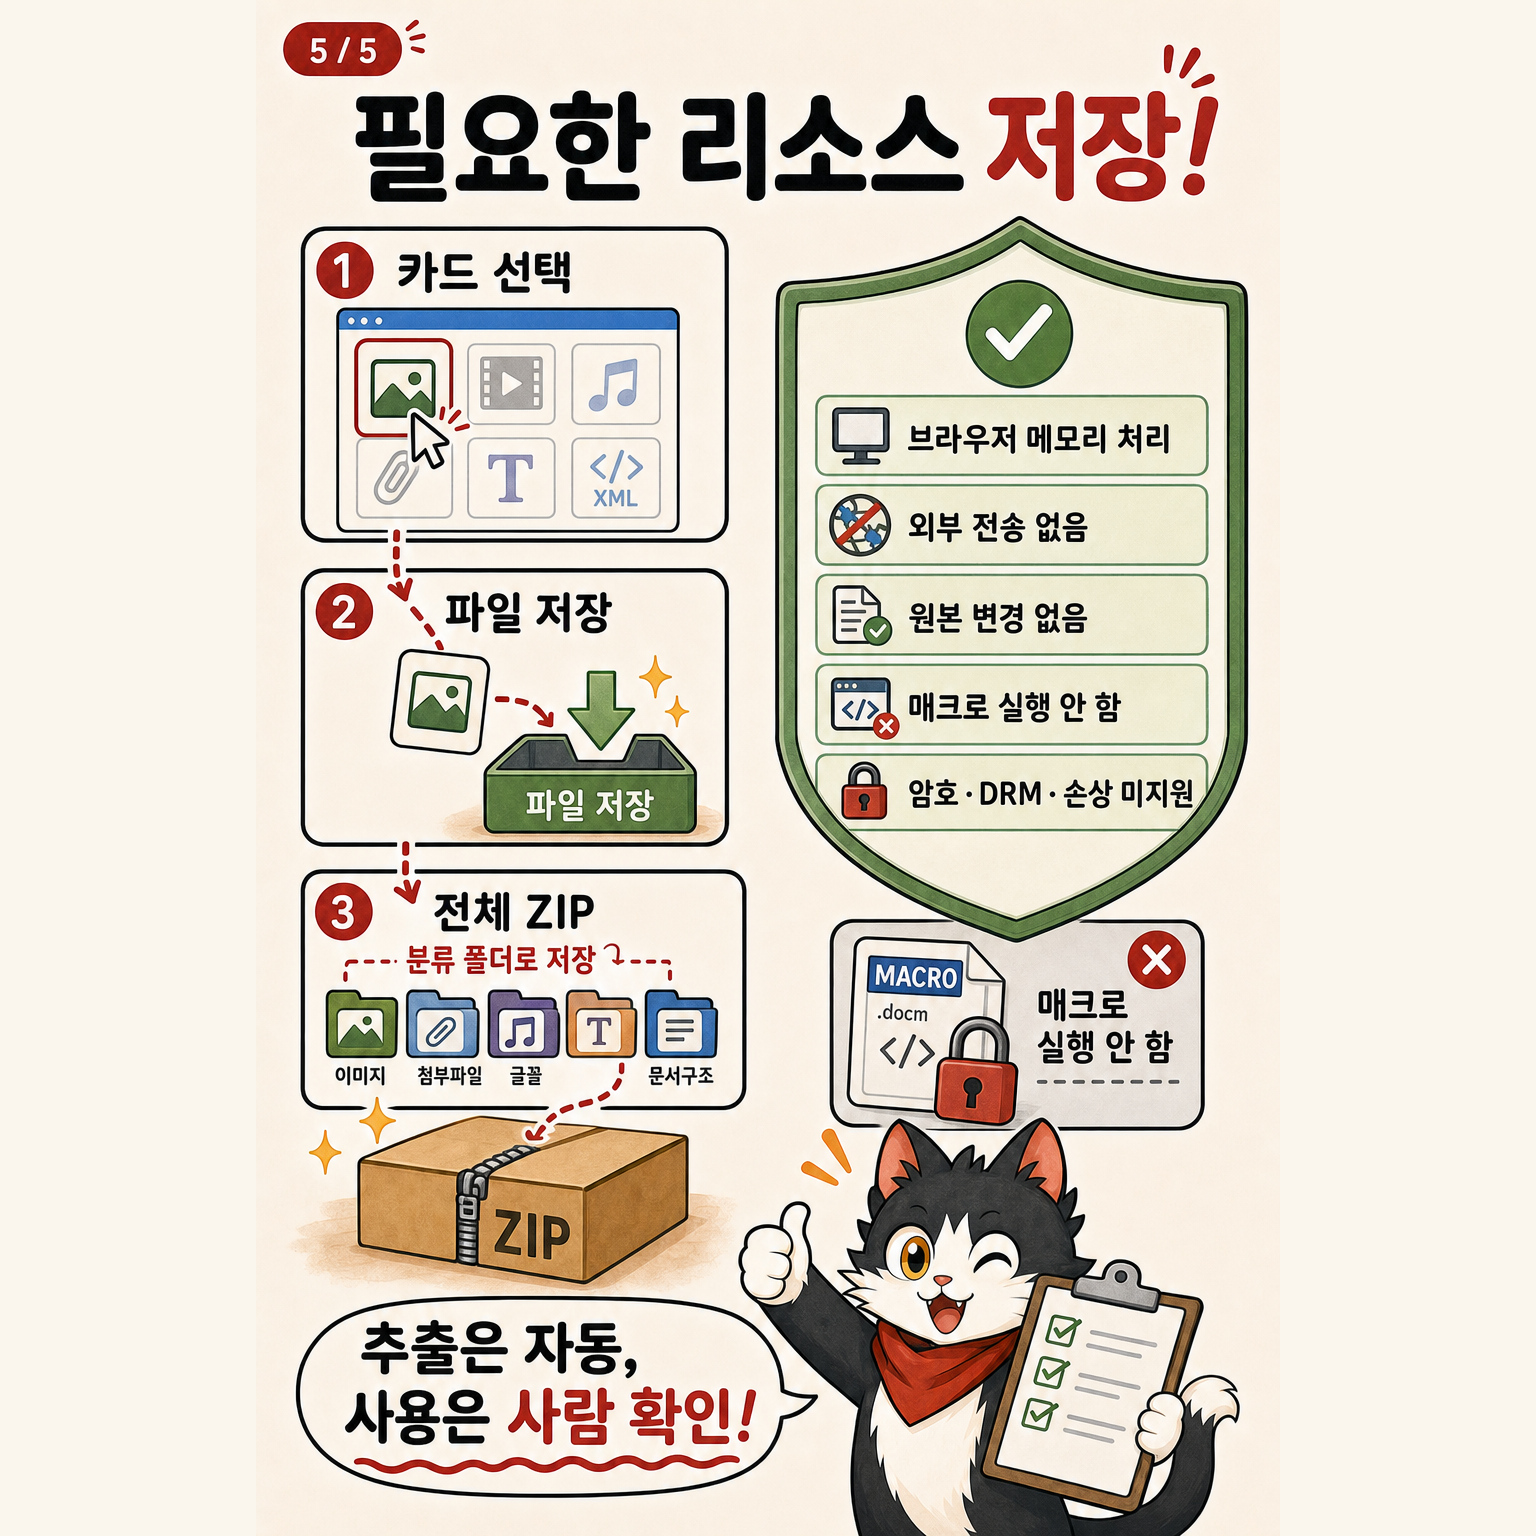 5 / 5
필요한 리소스 저장!
1 카드 선택
T
</>
XML
2 파일 저장
파일 저장
3 전체 ZIP
분류 폴더로 저장
T
이미지 첨부파일 글꼴 문서구조
ZIP
브라우저 메모리 처리
외부 전송 없음
원본 변경 없음
</>
매크로 실행 안 함
암호 · DRM · 손상 미지원
MACRO
.docm
</>
매크로
실행 안 함
추출은 자동,
사용은 사람 확인!